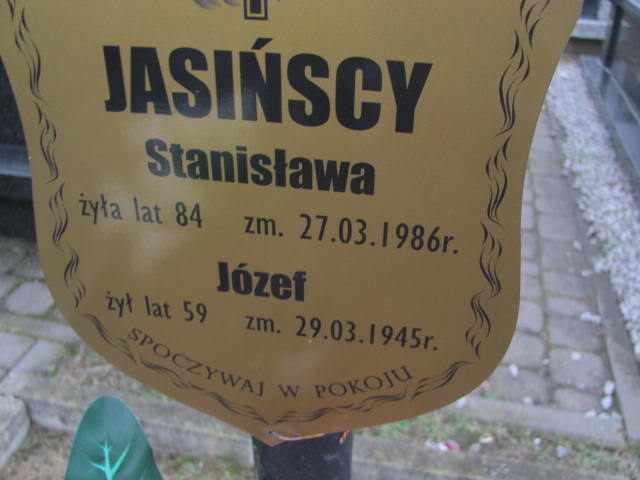 JASIŃSCY
Stanisława
żyła lat 84 zm. 27.03.1986r.
Józef
żył lat 59 zm. 29.03.1945r.
SPOCZYWAJ W POKOJU